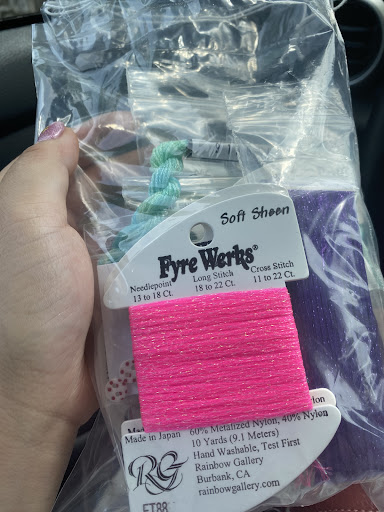 Soft Sheen
Fyre Werks®
Needlepoint Long Stitch Cross Stitch
13 to 18 Ct. 18 to 22 Ct. 11 to 22 Ct.
60% Metalized Nylon, 40% Nylon
Made in Japan 10 Yards (9.1 Meters)
Hand Washable, Test First
RG Rainbow Gallery
Burbank, CA
FT88 rainbowgallery.com